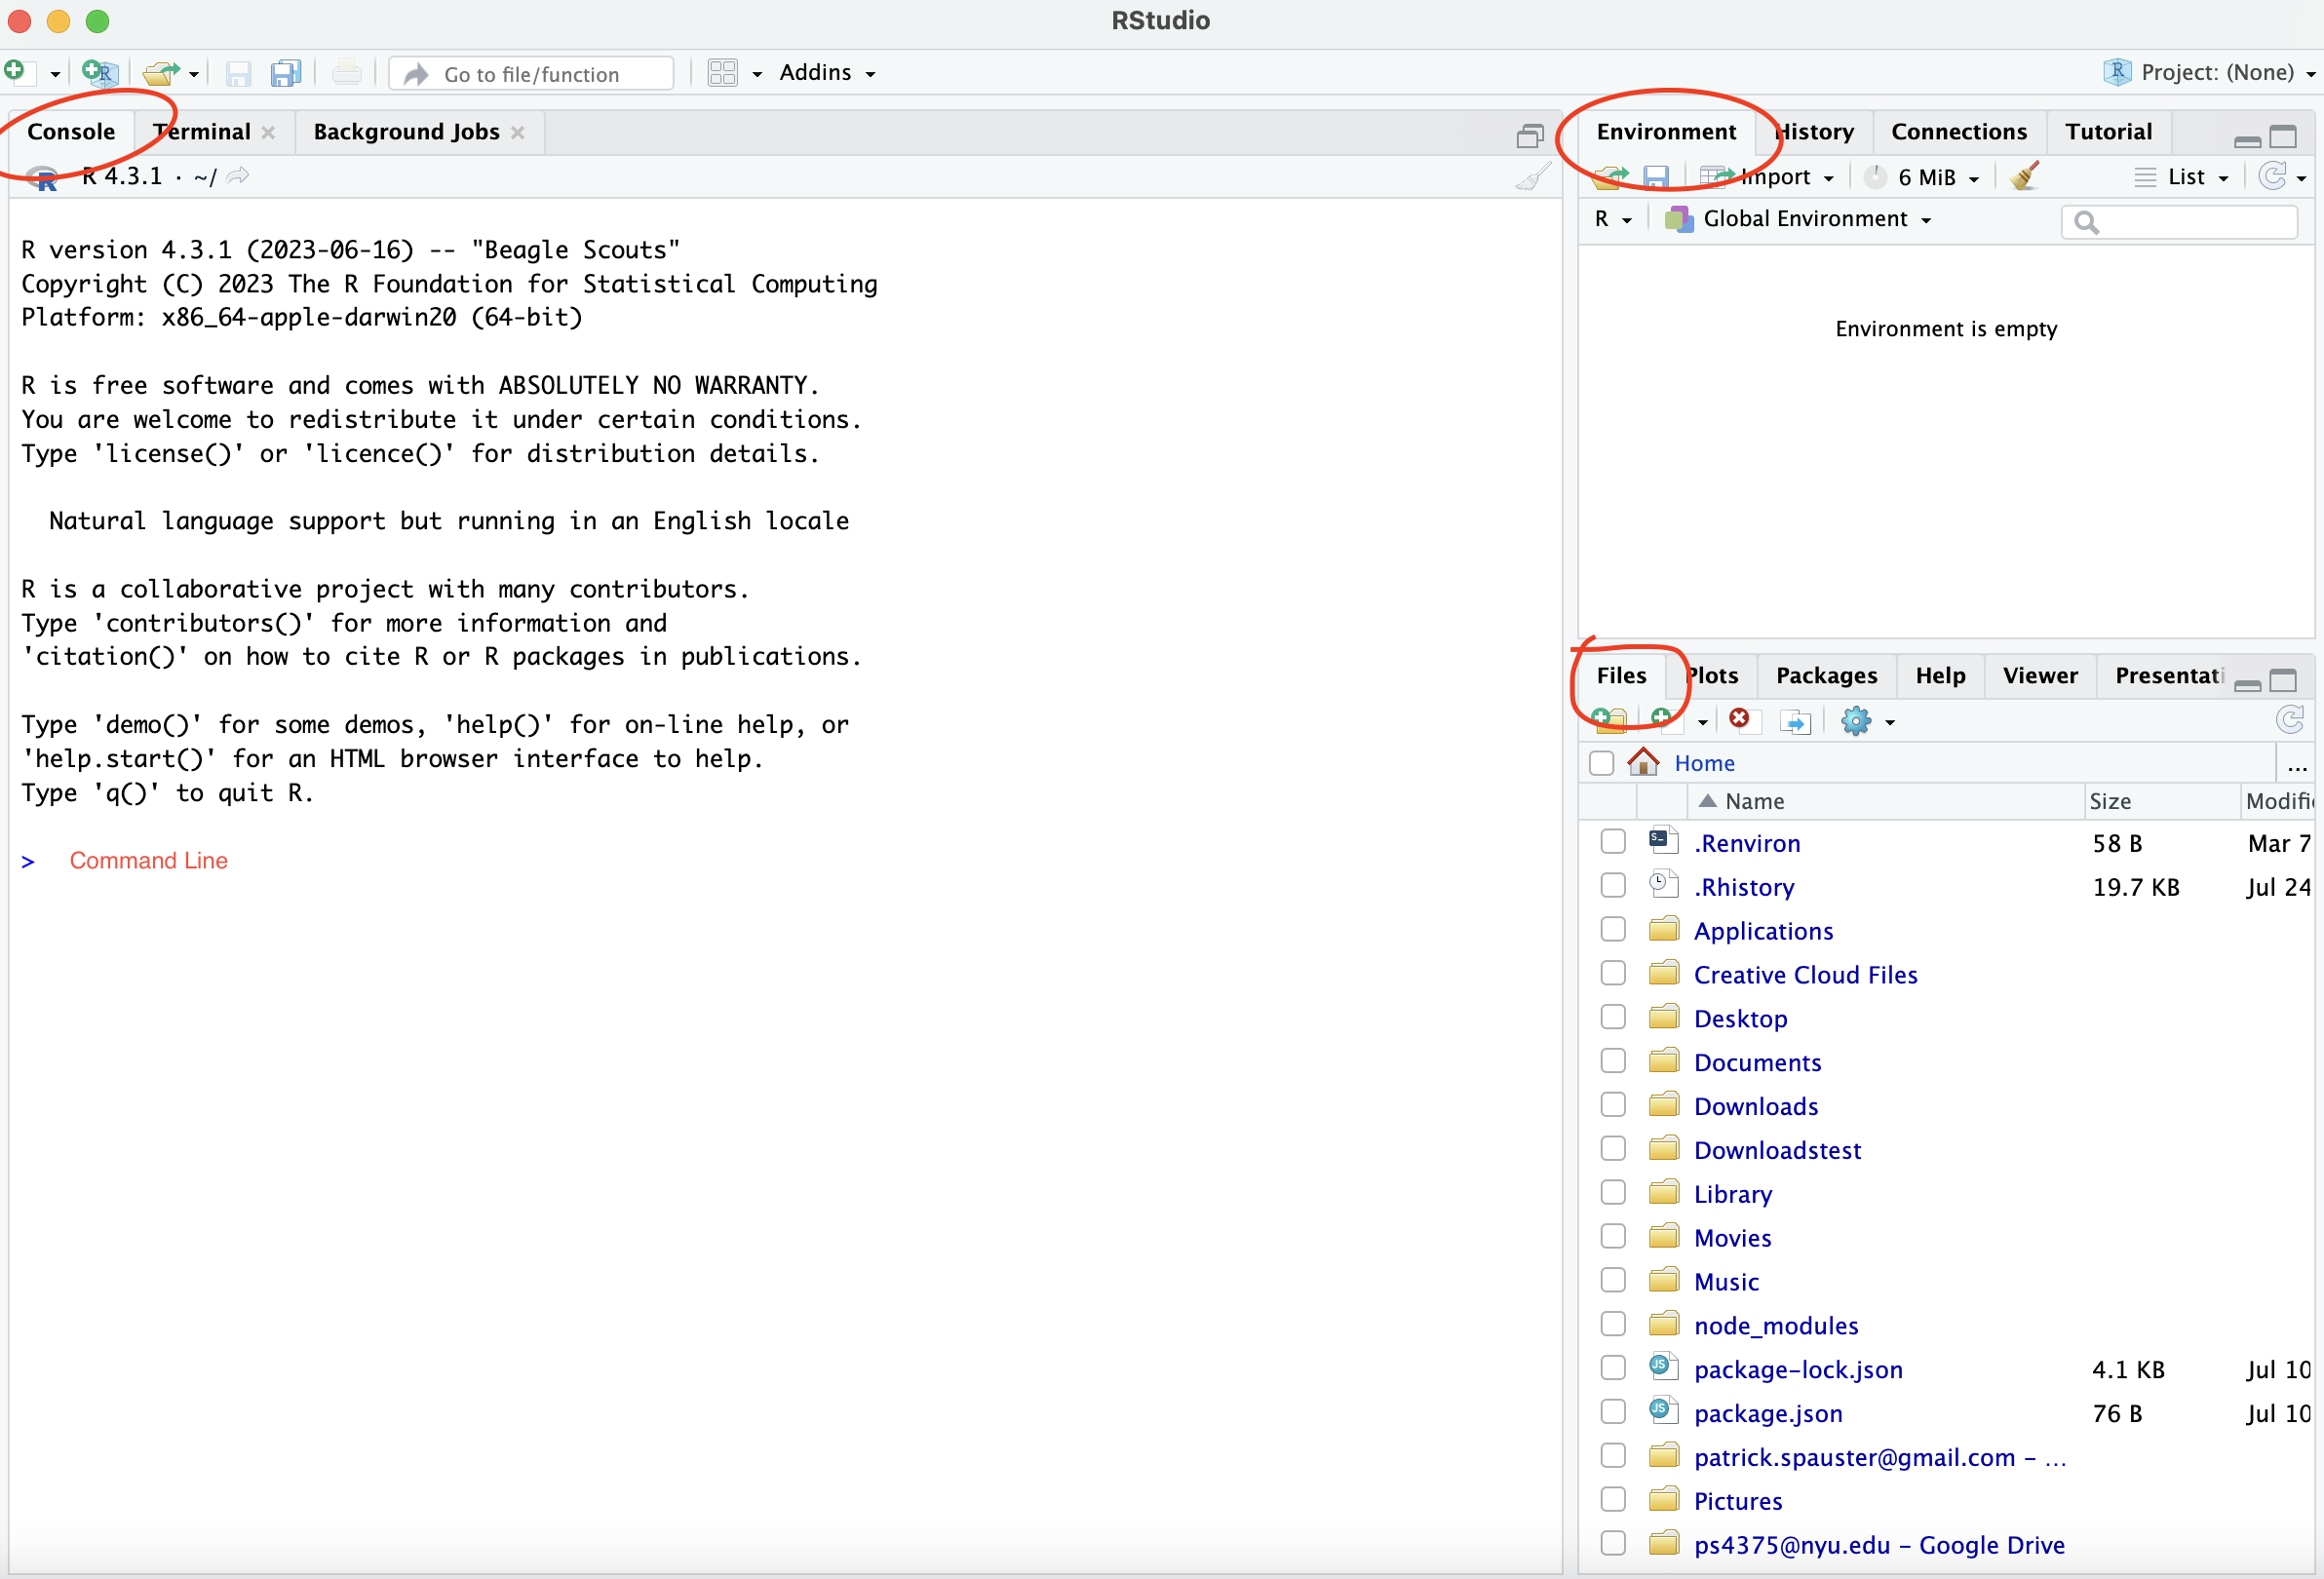 RStudio
Go to file/function
Addins
Project: (None)
Console
Terminal
Background Jobs
R 4.3.1 · ~/
R version 4.3.1 (2023-06-16) -- "Beagle Scouts"
Copyright (C) 2023 The R Foundation for Statistical Computing
Platform: x86_64-apple-darwin20 (64-bit)
R is free software and comes with ABSOLUTELY NO WARRANTY.
You are welcome to redistribute it under certain conditions.
Type 'license()' or 'licence()' for distribution details.
Natural language support but running in an English locale
R is a collaborative project with many contributors.
Type 'contributors()' for more information and
'citation()' on how to cite R or R packages in publications.
Type 'demo()' for some demos, 'help()' for on-line help, or
'help.start()' for an HTML browser interface to help.
Type 'q()' to quit R.
> Command Line
Environment
History
Connections
Tutorial
Import
6 MiB
List
R
Global Environment
Environment is empty
Files
Plots
Packages
Help
Viewer
Presentati
Home
...
Name Size Modifi
.Renviron 58 B Mar 7
.Rhistory 19.7 KB Jul 24
Applications
Creative Cloud Files
Desktop
Documents
Downloads
Downloadstest
Library
Movies
Music
node_modules
package-lock.json 4.1 KB Jul 10
package.json 76 B Jul 10
patrick.spauster@gmail.com - ...
Pictures
ps4375@nyu.edu - Google Drive